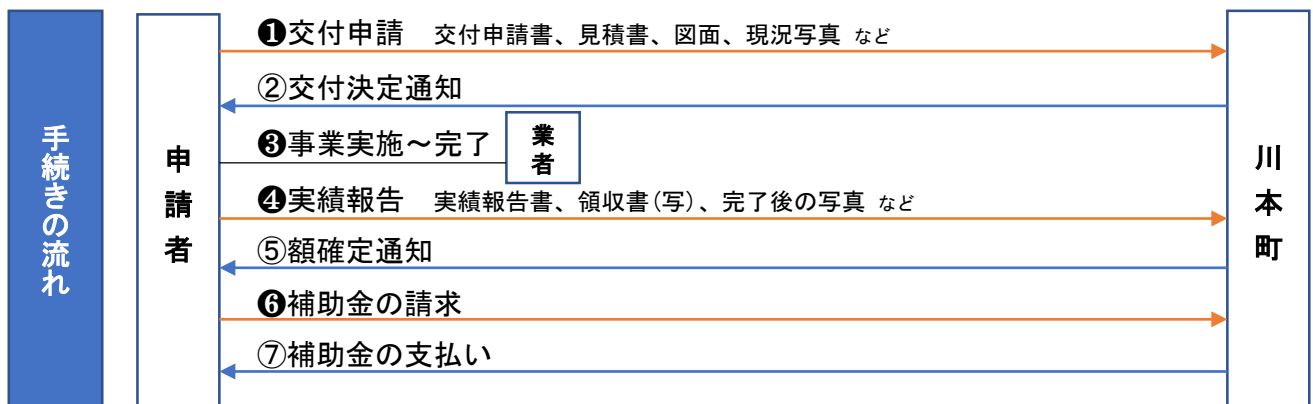 手続きの流れ
申請者
❶交付申請 交付申請書、見積書、図面、現況写真 など
②交付決定通知
❸事業実施～完了
業者
❹実績報告 実績報告書、領収書(写)、完了後の写真 など
⑤額確定通知
❻補助金の請求
⑦補助金の支払い
川本町